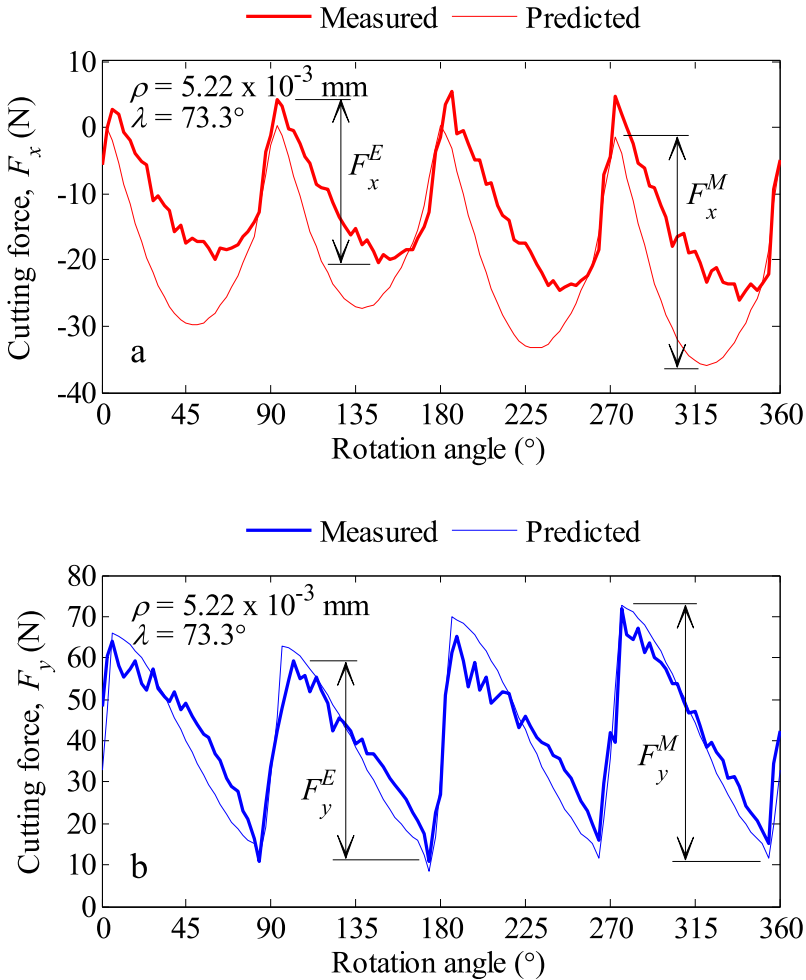 Measured Predicted
10
0
-10
-20
-30
-40
Cutting force, Fₓ (N)
ρ = 5.22 x 10⁻³ mm
λ = 73.3°
Fₓᴱ
Fₓᴹ
a
0 45 90 135 180 225 270 315 360
Rotation angle (°)
Measured Predicted
80
70
60
50
40
30
20
10
0
Cutting force, F_y (N)
ρ = 5.22 x 10⁻³ mm
λ = 73.3°
F_y^E
F_y^M
b
0 45 90 135 180 225 270 315 360
Rotation angle (°)